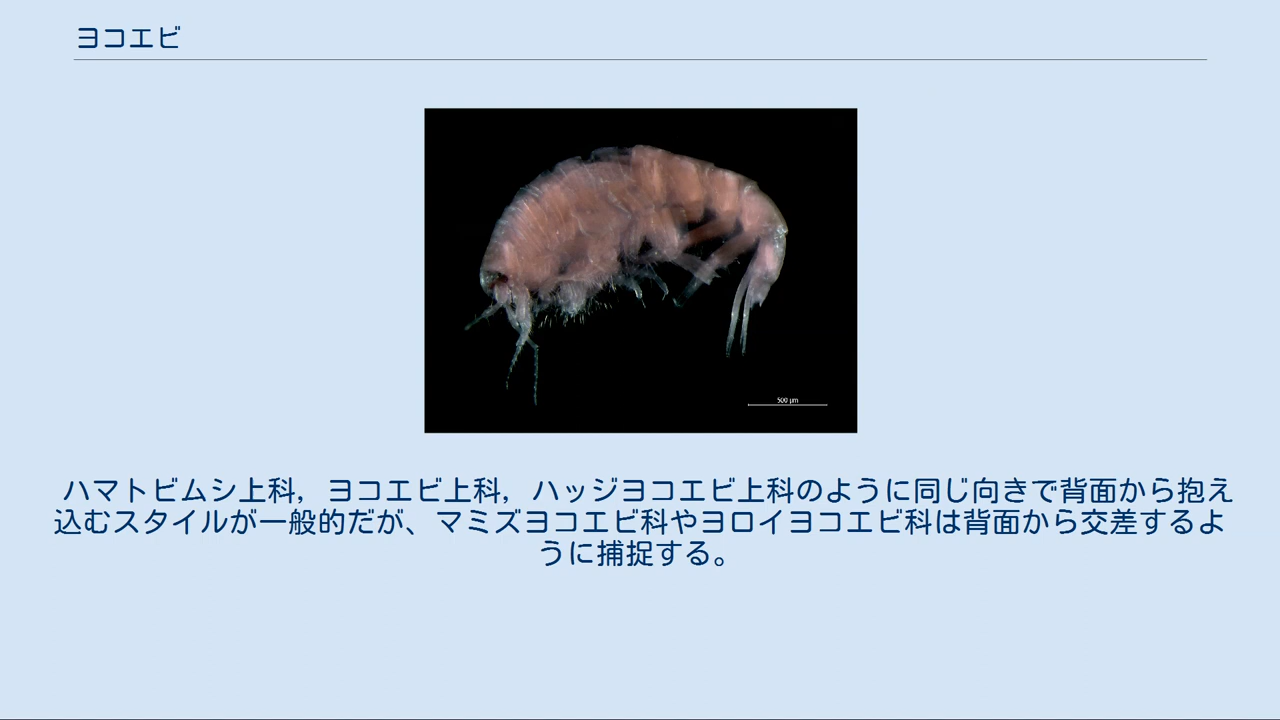 ヨコエビ
500 μm
ハマトビムシ上科，ヨコエビ上科，ハッジヨコエビ上科のように同じ向きで背面から抱え
込むスタイルが一般的だが、マミズヨコエビ科やヨロイヨコエビ科は背面から交差するよ
うに捕捉する。